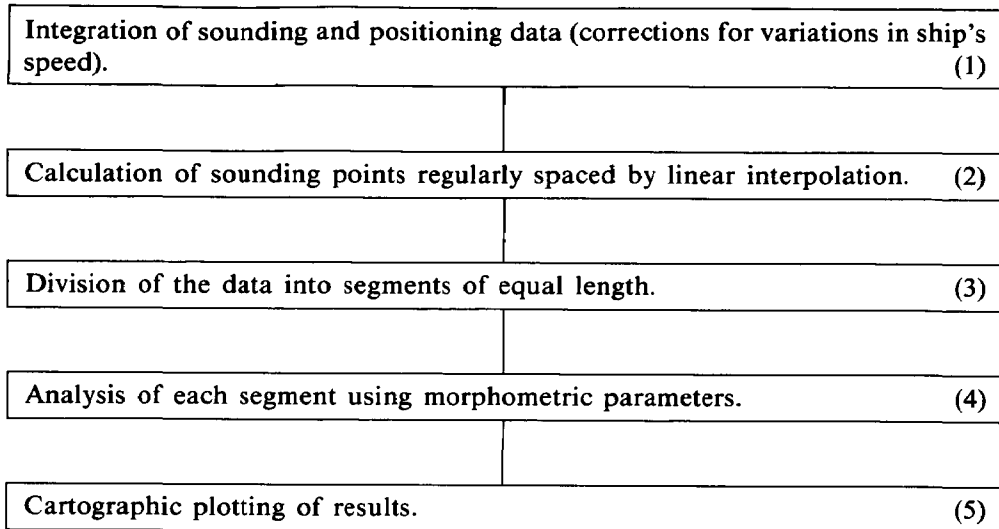 Integration of sounding and positioning data (corrections for variations in ship's
speed). (1)
Calculation of sounding points regularly spaced by linear interpolation. (2)
Division of the data into segments of equal length. (3)
Analysis of each segment using morphometric parameters. (4)
Cartographic plotting of results. (5)